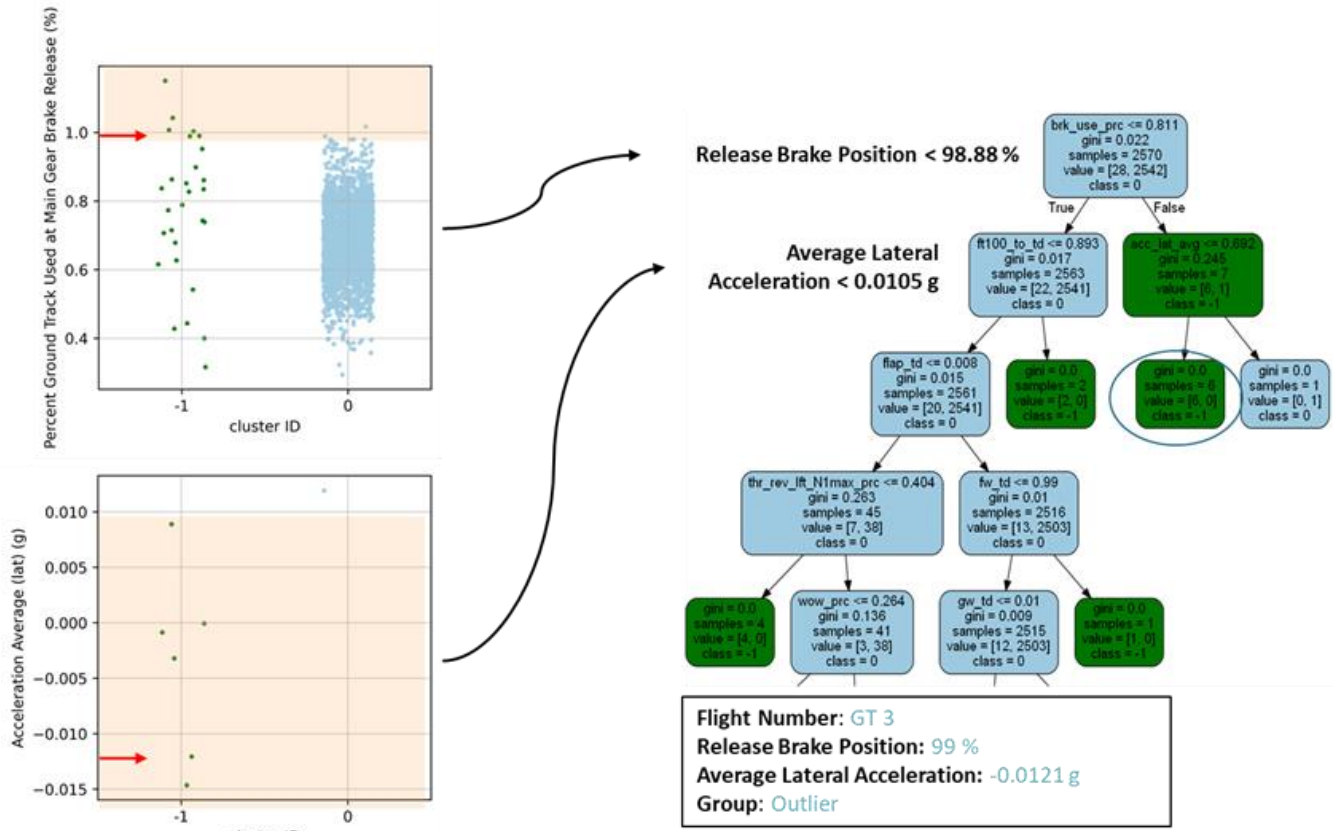 Percent Ground Track Used at Main Gear Brake Release (%)
1.0
0.8
0.6
0.4
-1
0
cluster ID
Acceleration Average (lat) (g)
0.010
0.005
0.000
−0.005
−0.010
−0.015
-1
0
Release Brake Position < 98.88 %
Average Lateral
Acceleration < 0.0105 g
brk_use_prc <= 0.811
gini = 0.022
samples = 2570
value = [28, 2542]
class = 0
True
False
ft100_to_td <= 0.893
gini = 0.017
samples = 2563
value = [22, 2541]
class = 0
acc_lat_avg <= 0.692
gini = 0.245
samples = 7
value = [6, 1]
class = -1
flap_td <= 0.008
gini = 0.015
samples = 2561
value = [20, 2541]
class = 0
gini = 0.0
samples = 2
value = [2, 0]
class = -1
gini = 0.0
samples = 6
value = [6, 0]
class = -1
gini = 0.0
samples = 1
value = [0, 1]
class = 0
thr_rev_lft_N1max_prc <= 0.404
gini = 0.263
samples = 45
value = [7, 38]
class = 0
fw_td <= 0.99
gini = 0.01
samples = 2516
value = [13, 2503]
class = 0
gini = 0.0
samples = 4
value = [4, 0]
class = -1
wow_prc <= 0.264
gini = 0.136
samples = 41
value = [3, 38]
class = 0
gw_td <= 0.01
gini = 0.009
samples = 2515
value = [12, 2503]
class = 0
gini = 0.0
samples = 1
value = [1, 0]
class = -1
Flight Number: GT 3
Release Brake Position: 99 %
Average Lateral Acceleration: -0.0121 g
Group: Outlier